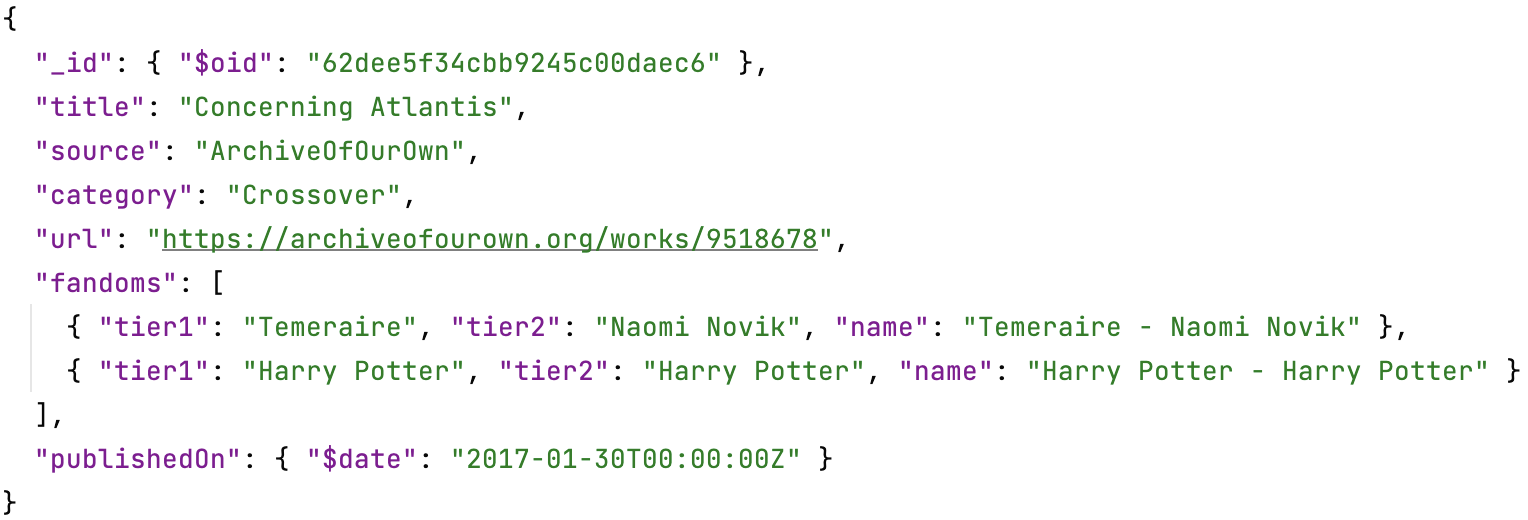 {
  "_id": { "$oid": "62dee5f34cbb9245c00daec6" },
  "title": "Concerning Atlantis",
  "source": "ArchiveOfOurOwn",
  "category": "Crossover",
  "url": "https://archiveofourown.org/works/9518678",
  "fandoms": [
    { "tier1": "Temeraire", "tier2": "Naomi Novik", "name": "Temeraire - Naomi Novik" },
    { "tier1": "Harry Potter", "tier2": "Harry Potter", "name": "Harry Potter - Harry Potter" }
  ],
  "publishedOn": { "$date": "2017-01-30T00:00:00Z" }
}